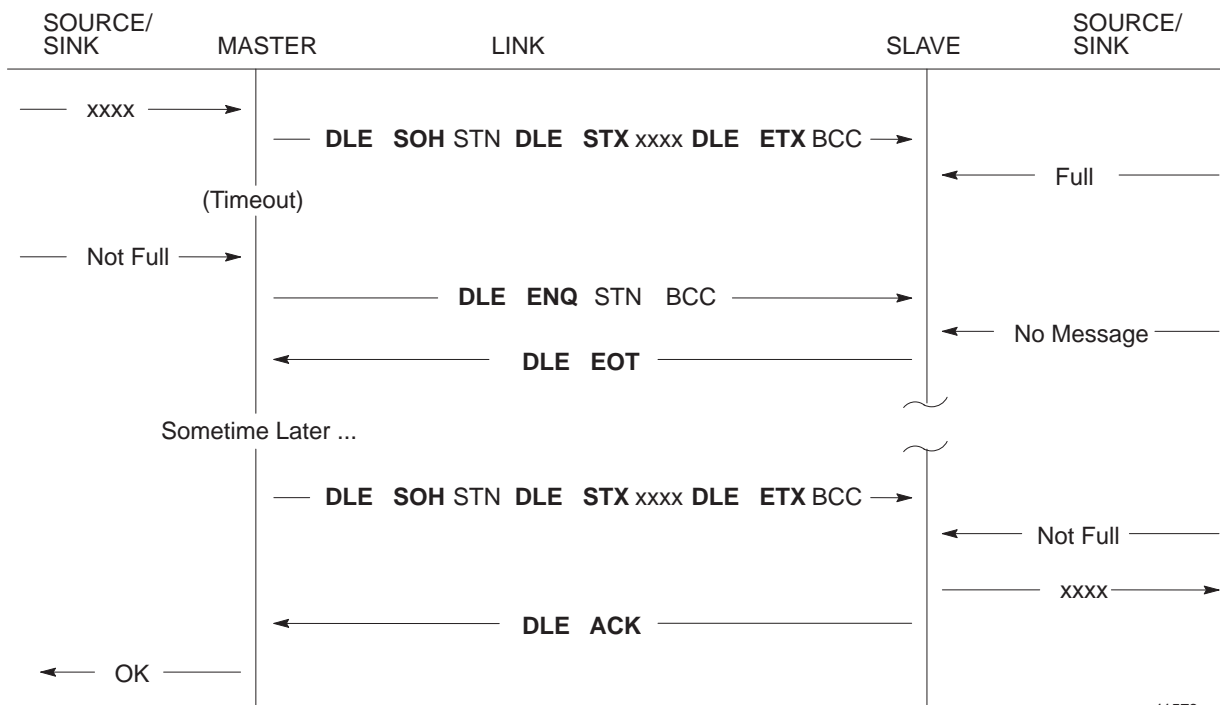 SOURCE/
SINK
MASTER
LINK
SLAVE
SOURCE/
SINK
xxxx
DLE SOH STN DLE STX xxxx DLE ETX BCC
Full
(Timeout)
Not Full
DLE ENQ STN BCC
No Message
DLE EOT
Sometime Later ...
DLE SOH STN DLE STX xxxx DLE ETX BCC
Not Full
xxxx
DLE ACK
OK